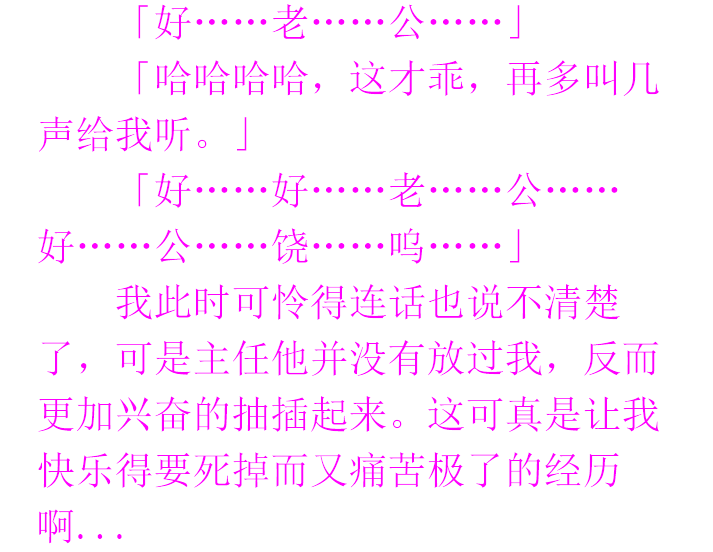 「好……老……公……」
「哈哈哈哈，这才乖，再多叫几
声给我听。」
「好……好……老……公……
好……公……饶……呜……」
我此时可怜得连话也说不清楚
了，可是主任他并没有放过我，反而
更加兴奋的抽插起来。这可真是让我
快乐得要死掉而又痛苦极了的经历
啊...